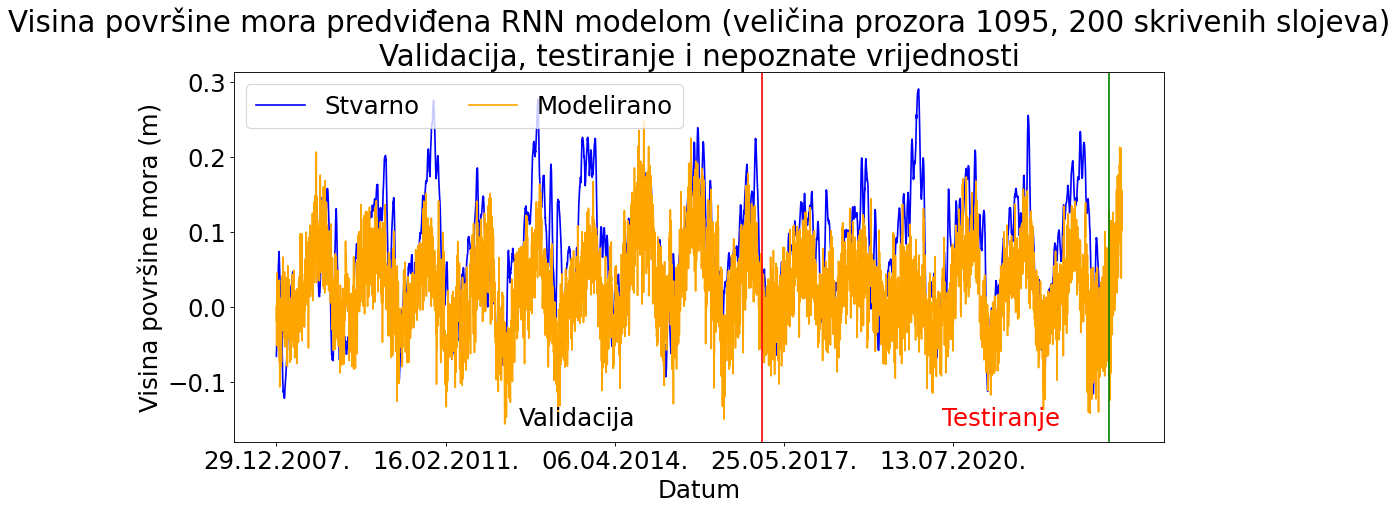 Visina površine mora predviđena RNN modelom (veličina prozora 1095, 200 skrivenih slojeva)
Validacija, testiranje i nepoznate vrijednosti
Stvarno Modelirano
Visina površine mora (m)
0.3
0.2
0.1
0.0
−0.1
Validacija
Testiranje
29.12.2007. 16.02.2011. 06.04.2014. 25.05.2017. 13.07.2020.
Datum